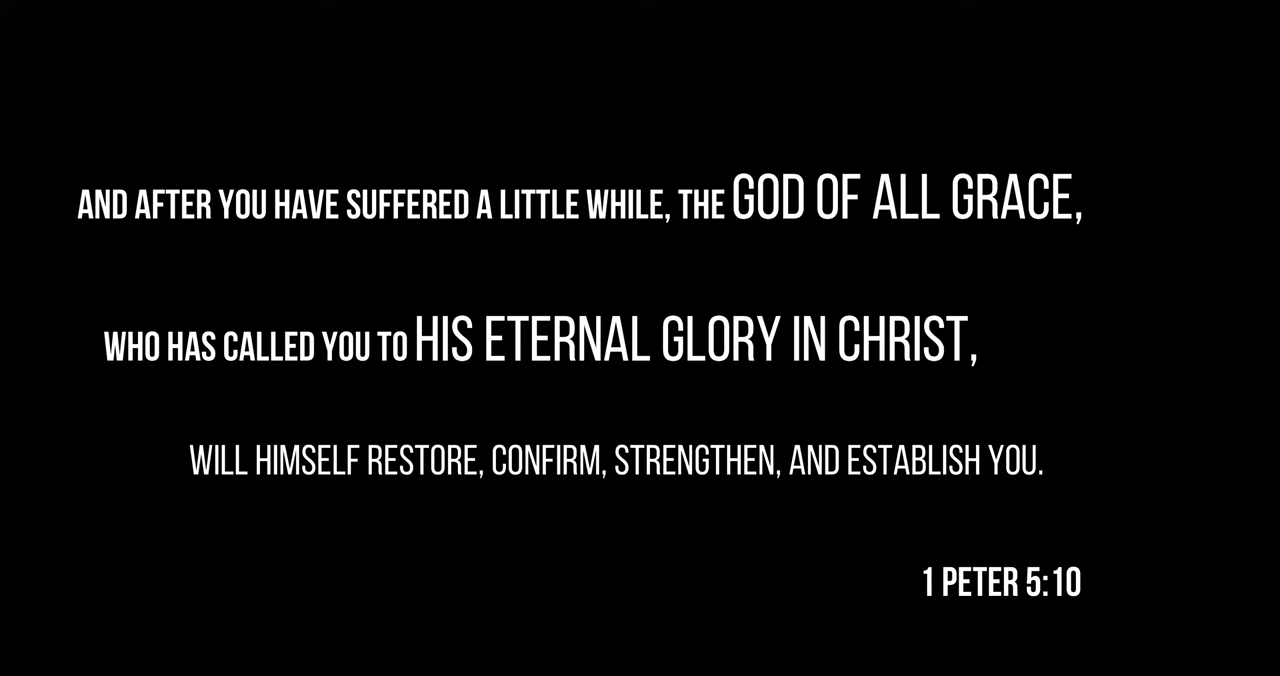 AND AFTER YOU HAVE SUFFERED A LITTLE WHILE, THE GOD OF ALL GRACE,
WHO HAS CALLED YOU TO HIS ETERNAL GLORY IN CHRIST,
WILL HIMSELF RESTORE, CONFIRM, STRENGTHEN, AND ESTABLISH YOU.
1 PETER 5:10